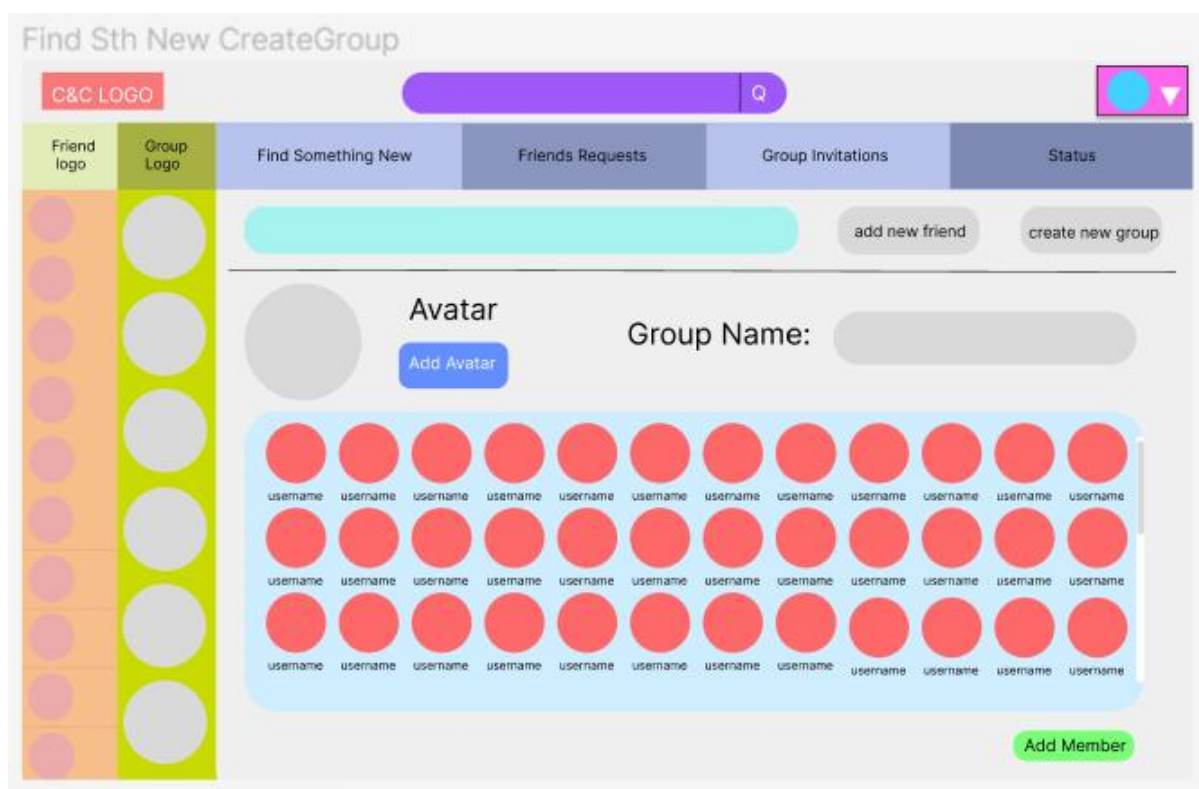 Find Sth New CreateGroup
C&C LOGO
Q
Friend
logo
Group
Logo
Find Something New
Friends Requests
Group Invitations
Status
add new friend
create new group
Avatar
Add Avatar
Group Name:
username username username username username username username username username username username username
username username username username username username username username username username username username
username username username username username username username username username username username username
Add Member